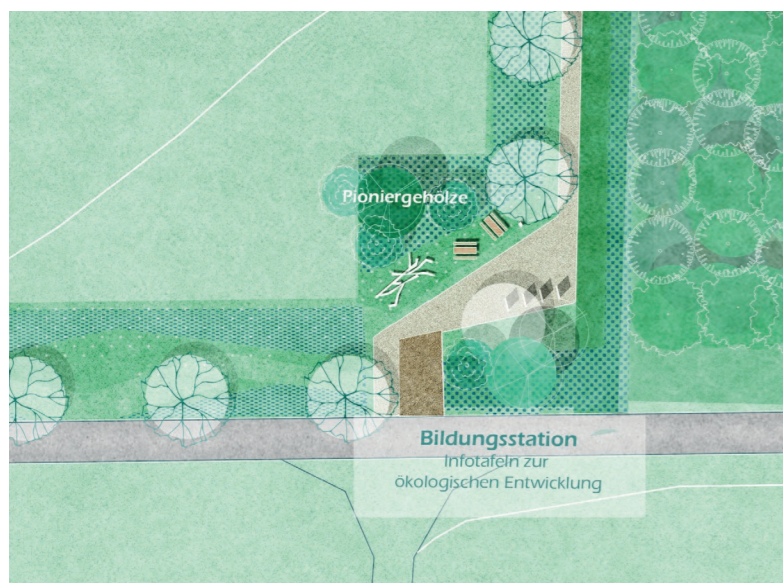 Pioniergehölze
Bildungsstation
Infotafeln zur
ökologischen Entwicklung